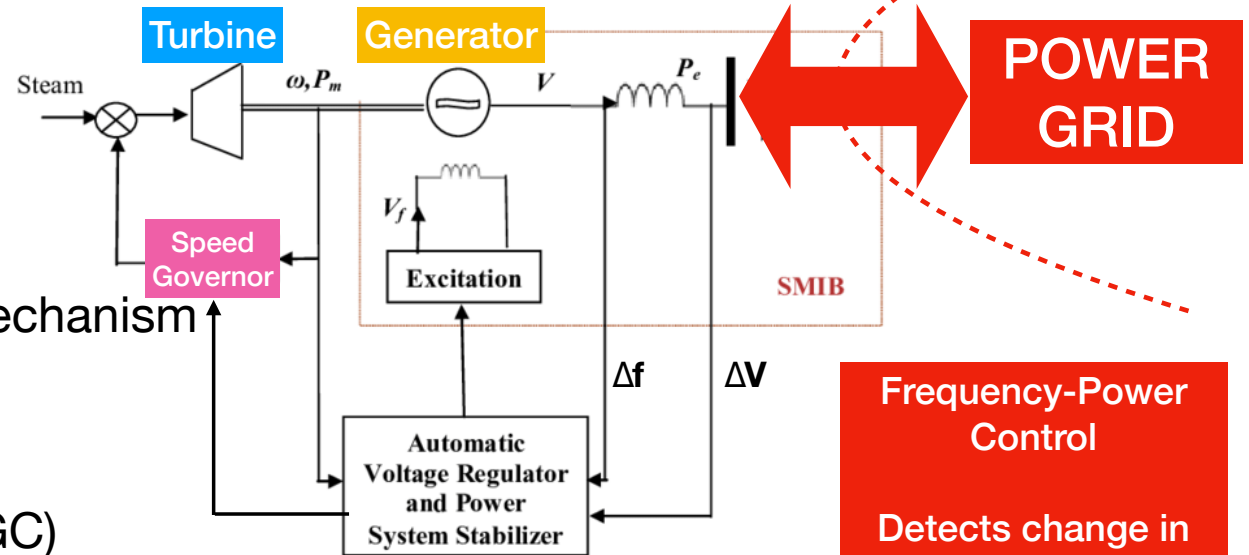 Turbine
Generator
POWER
GRID
Steam
ω,Pm
V
Pe
Vf
Speed
Governor
Excitation
SMIB
echanism
Δf
ΔV
Frequency-Power
Control
Automatic
Voltage Regulator
and Power
System Stabilizer
Detects change in
GC)